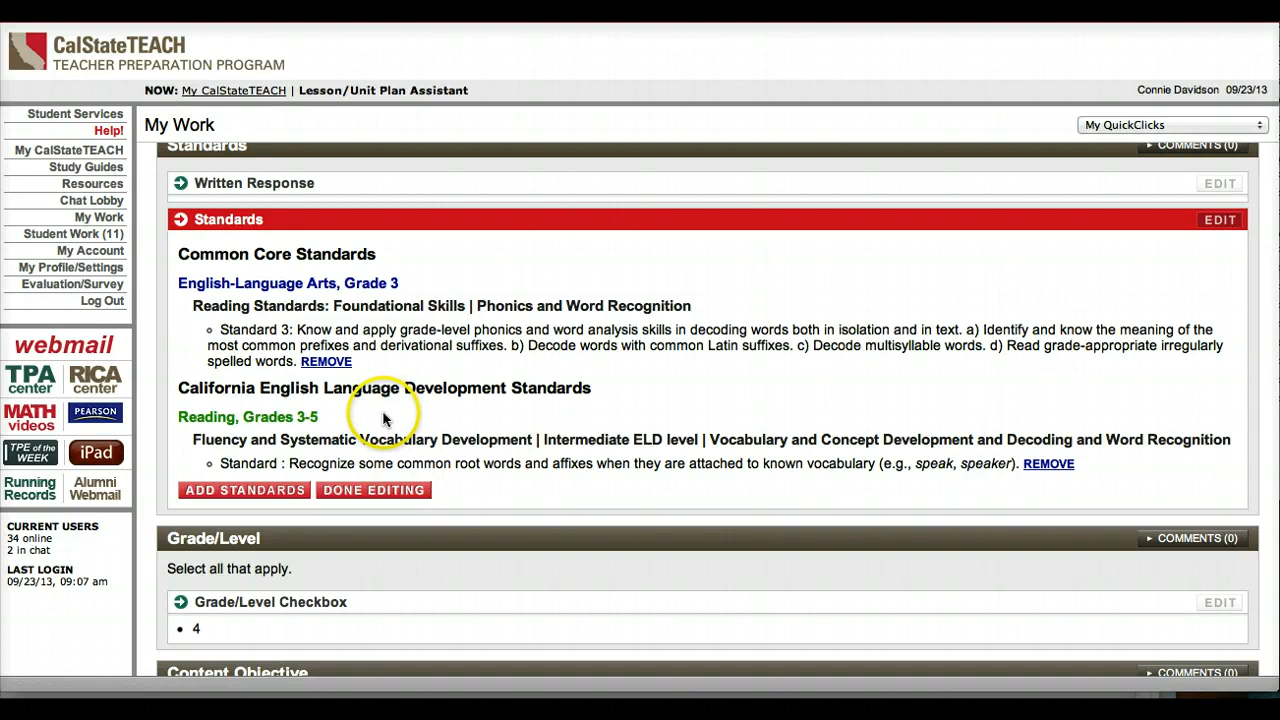 CalStateTEACH
TEACHER PREPARATION PROGRAM
NOW: My CalStateTEACH | Lesson/Unit Plan Assistant
Connie Davidson 09/23/13
Student Services
Help!
My CalStateTEACH
Study Guides
Resources
Chat Lobby
My Work
Student Work (11)
My Account
My Profile/Settings
Evaluation/Survey
Log Out
webmail
TPA center
RICA center
MATH videos
PEARSON
TPE of the WEEK
iPad
Running Records
Alumni Webmail
CURRENT USERS
34 online
2 in chat
LAST LOGIN
09/23/13, 09:07 am
My Work
My QuickClicks
Standards
COMMENTS (0)
Written Response
EDIT
Standards
EDIT
Common Core Standards
English-Language Arts, Grade 3
Reading Standards: Foundational Skills | Phonics and Word Recognition
Standard 3: Know and apply grade-level phonics and word analysis skills in decoding words both in isolation and in text. a) Identify and know the meaning of the
most common prefixes and derivational suffixes. b) Decode words with common Latin suffixes. c) Decode multisyllable words. d) Read grade-appropriate irregularly
spelled words. REMOVE
California English Language Development Standards
Reading, Grades 3-5
Fluency and Systematic Vocabulary Development | Intermediate ELD level | Vocabulary and Concept Development and Decoding and Word Recognition
Standard : Recognize some common root words and affixes when they are attached to known vocabulary (e.g., speak, speaker). REMOVE
ADD STANDARDS
DONE EDITING
Grade/Level
COMMENTS (0)
Select all that apply.
Grade/Level Checkbox
EDIT
4
Content Objective
COMMENTS (0)